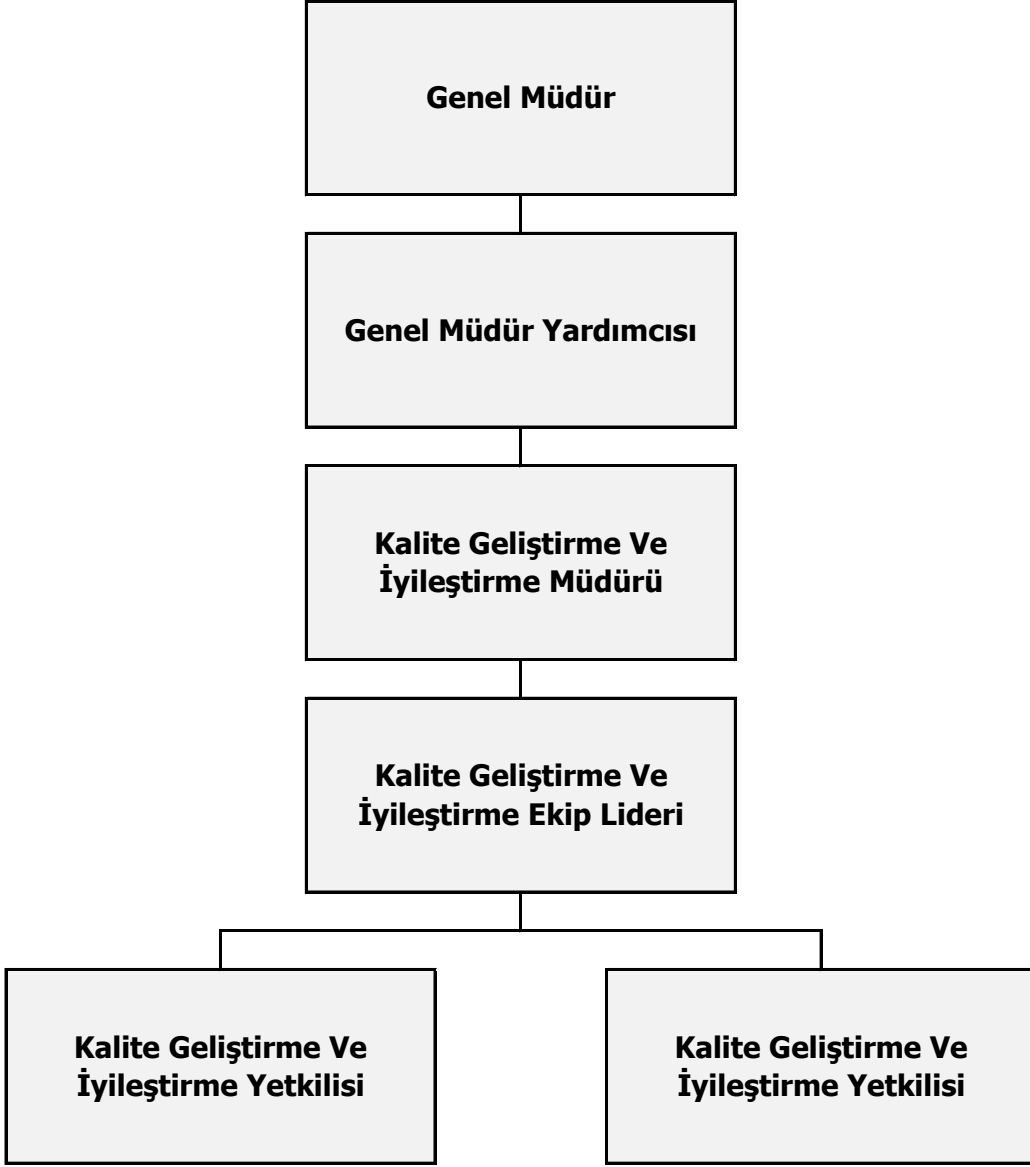 Genel Müdür
Genel Müdür Yardımcısı
Kalite Geliştirme Ve
İyileştirme Müdürü
Kalite Geliştirme Ve
İyileştirme Ekip Lideri
Kalite Geliştirme Ve
İyileştirme Yetkilisi
Kalite Geliştirme Ve
İyileştirme Yetkilisi